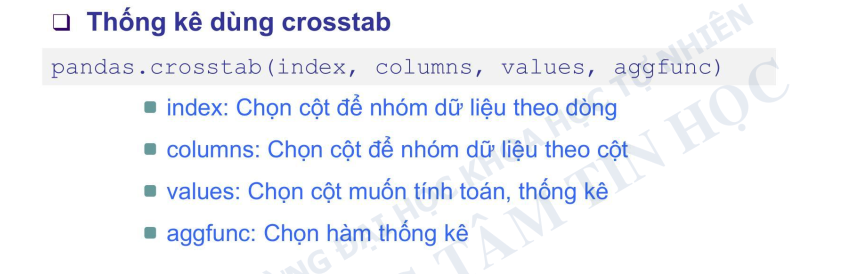 Thống kê dùng crosstab
pandas.crosstab(index, columns, values, aggfunc)
index: Chọn cột để nhóm dữ liệu theo dòng
columns: Chọn cột để nhóm dữ liệu theo cột
values: Chọn cột muốn tính toán, thống kê
aggfunc: Chọn hàm thống kê
ĐẠI HỌC KHOA HỌC TỰ NHIÊN
TÂM TIN HỌC